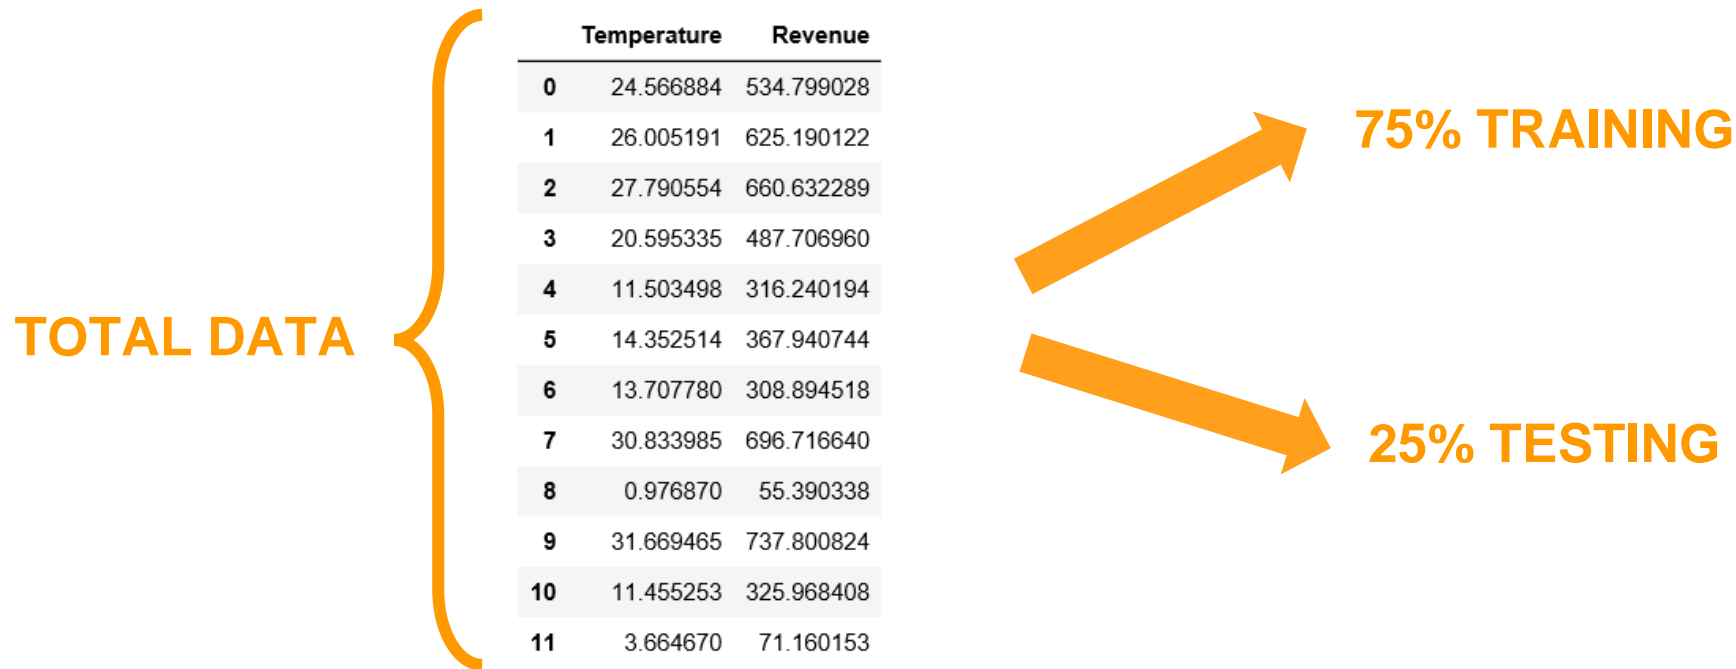 Temperature Revenue
0 24.566884 534.799028
1 26.005191 625.190122
2 27.790554 660.632289
3 20.595335 487.706960
4 11.503498 316.240194
5 14.352514 367.940744
6 13.707780 308.894518
7 30.833985 696.716640
8 0.976870 55.390338
9 31.669465 737.800824
10 11.455253 325.968408
11 3.664670 71.160153
TOTAL DATA
75% TRAINING
25% TESTING